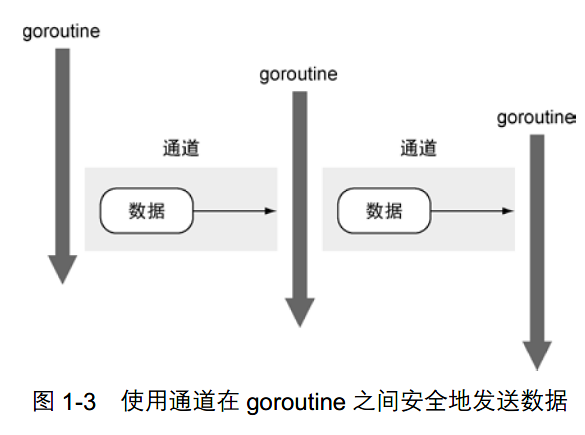 goroutine
goroutine
goroutine
通道
通道
数据
数据
图 1-3 使用通道在 goroutine 之间安全地发送数据